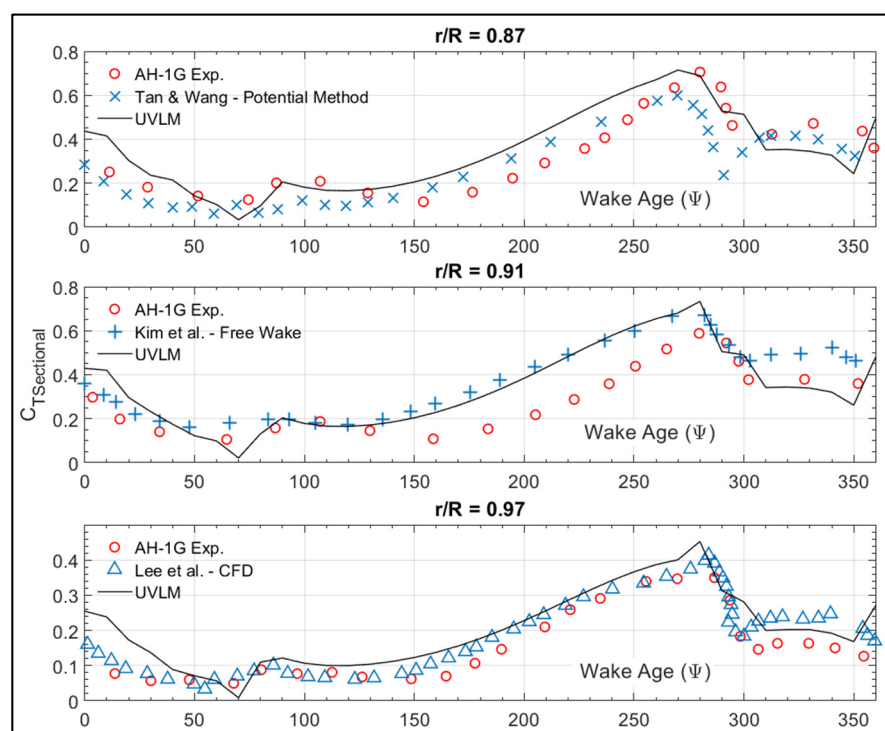 r/R = 0.87
0.8
0.6
0.4
0.2
0
AH-1G Exp.
Tan & Wang - Potential Method
UVLM
Wake Age (Ψ)
0 50 100 150 200 250 300 350
r/R = 0.91
0.8
0.6
0.4
0.2
0
C_TSectional
AH-1G Exp.
Kim et al. - Free Wake
UVLM
Wake Age (Ψ)
0 50 100 150 200 250 300 350
r/R = 0.97
0.4
0.3
0.2
0.1
0
AH-1G Exp.
Lee et al. - CFD
UVLM
Wake Age (Ψ)
0 50 100 150 200 250 300 350